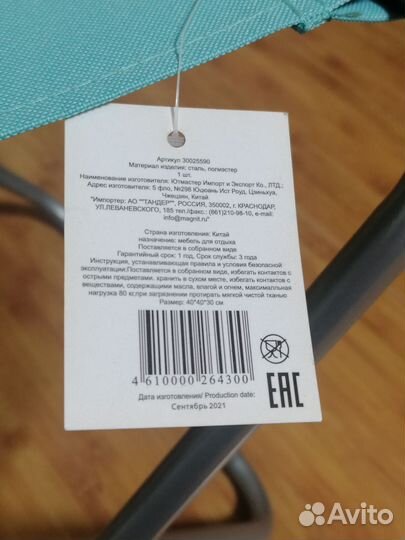 Артикул 30025590
Материал изделия: сталь, полиэстер
1 шт.
Наименование изготовителя: Ютмастер Импорт и Экспорт Ко., ЛТД.;
Адрес изготовителя: 5 фло, №298 Юцюань Ист Роуд, Цзиньхуа,
Чжецзян, Китай
"Импортер: АО ""ТАНДЕР"", РОССИЯ, 350002, г. КРАСНОДАР,
УЛ.ЛЕВАНЕВСКОГО, 185 тел./факс.: (861)210-98-10, e-mail:
info@magnit.ru"
Страна изготовления: Китай
назначение: мебель для отдыха
Поставляется в собранном виде
Гарантийный срок: 1 год, Срок службы: 3 года
Инструкция, устанавливающая правила и условия безопасной
эксплуатации:Поставляется в собранном виде, избегать контактов с
острыми предметами, хранить в сухом месте, избегать контактов с
веществами, содержащими масла, влагой и огнем, максимальная
нагрузка 80 кг,при загрязнении протирать мягкой чистой тканью
Размер: 40*40*30 см
4 610000 264300
EAC
Дата изготовления/ Production date:
Сентябрь 2021
Avito